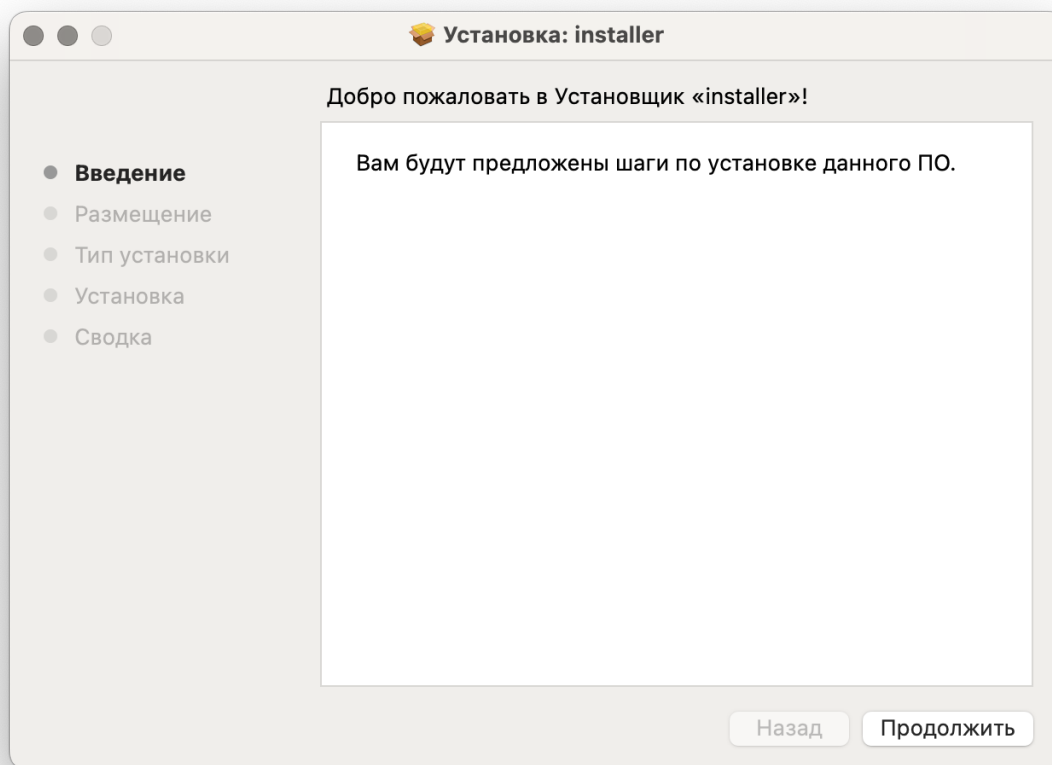 Установка: installer
Добро пожаловать в Установщик «installer»!
Введение
Размещение
Тип установки
Установка
Сводка
Вам будут предложены шаги по установке данного ПО.
Назад
Продолжить